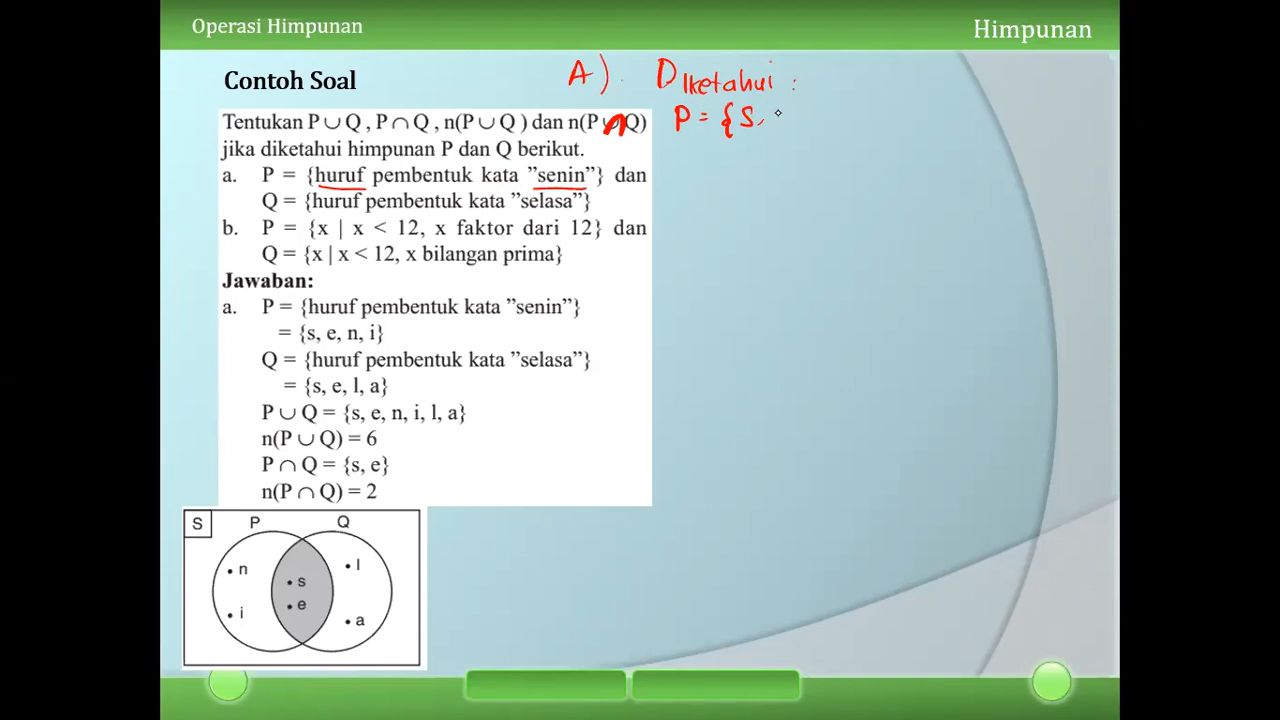 Operasi Himpunan
Himpunan
Contoh Soal
A). Diketahui :
P = {s,
Tentukan P ∪ Q , P ∩ Q , n(P ∪ Q ) dan n(P ∩ Q)
jika diketahui himpunan P dan Q berikut.
a. P = {huruf pembentuk kata ”senin”} dan
Q = {huruf pembentuk kata ”selasa”}
b. P = {x | x < 12, x faktor dari 12} dan
Q = {x | x < 12, x bilangan prima}
Jawaban:
a. P = {huruf pembentuk kata ”senin”}
= {s, e, n, i}
Q = {huruf pembentuk kata ”selasa”}
= {s, e, l, a}
P ∪ Q = {s, e, n, i, l, a}
n(P ∪ Q) = 6
P ∩ Q = {s, e}
n(P ∩ Q) = 2
S P Q
n l
s
e
i a